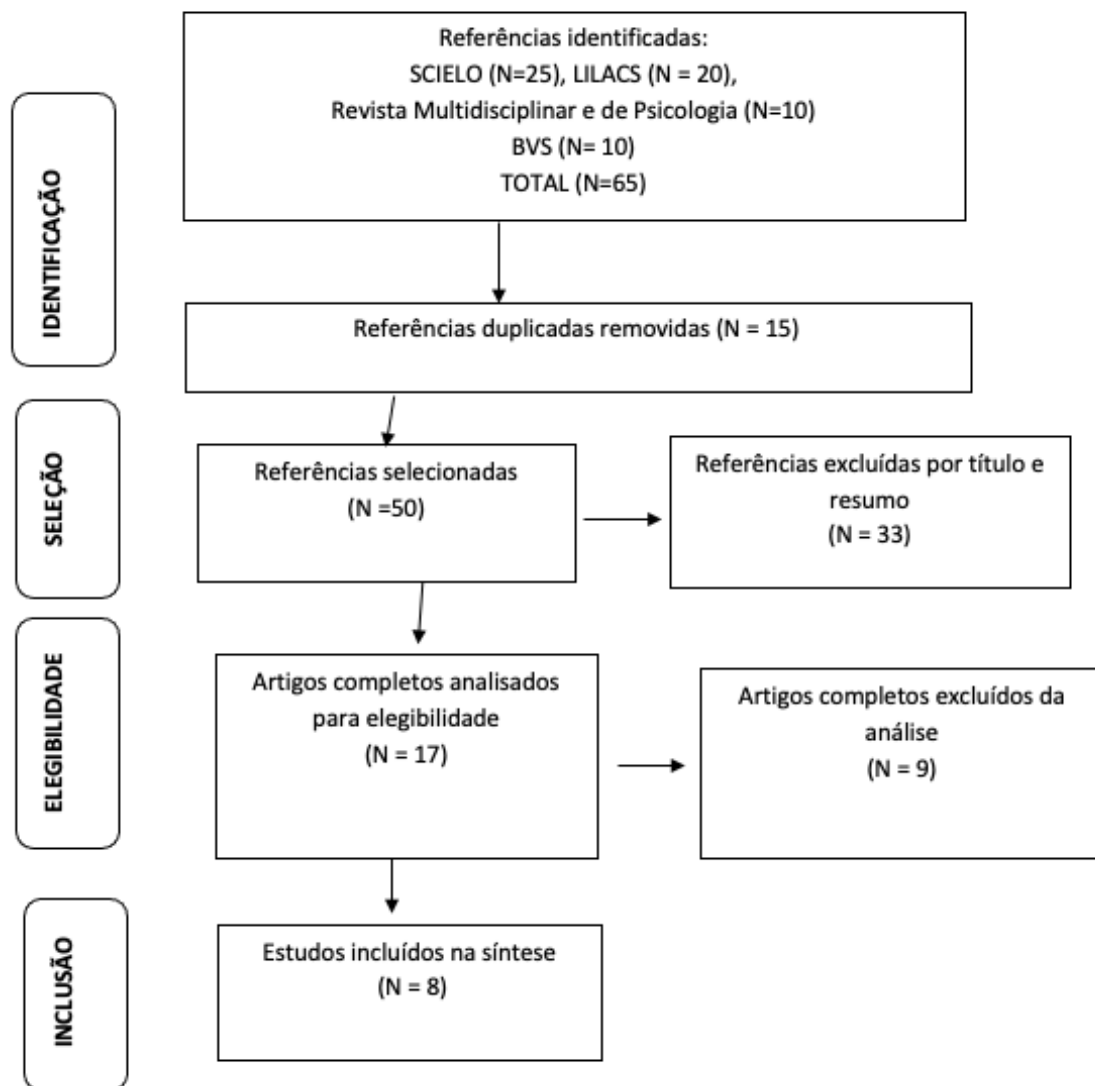 Referências identificadas:
SCIELO (N=25), LILACS (N = 20),
Revista Multidisciplinar e de Psicologia (N=10)
BVS (N= 10)
TOTAL (N=65)
IDENTIFICAÇÃO
Referências duplicadas removidas (N = 15)
SELEÇÃO
Referências selecionadas
(N =50)
Referências excluídas por título e
resumo
(N = 33)
ELEGIBILIDADE
Artigos completos analisados
para elegibilidade
(N = 17)
Artigos completos excluídos da
análise
(N = 9)
INCLUSÃO
Estudos incluídos na síntese
(N = 8)